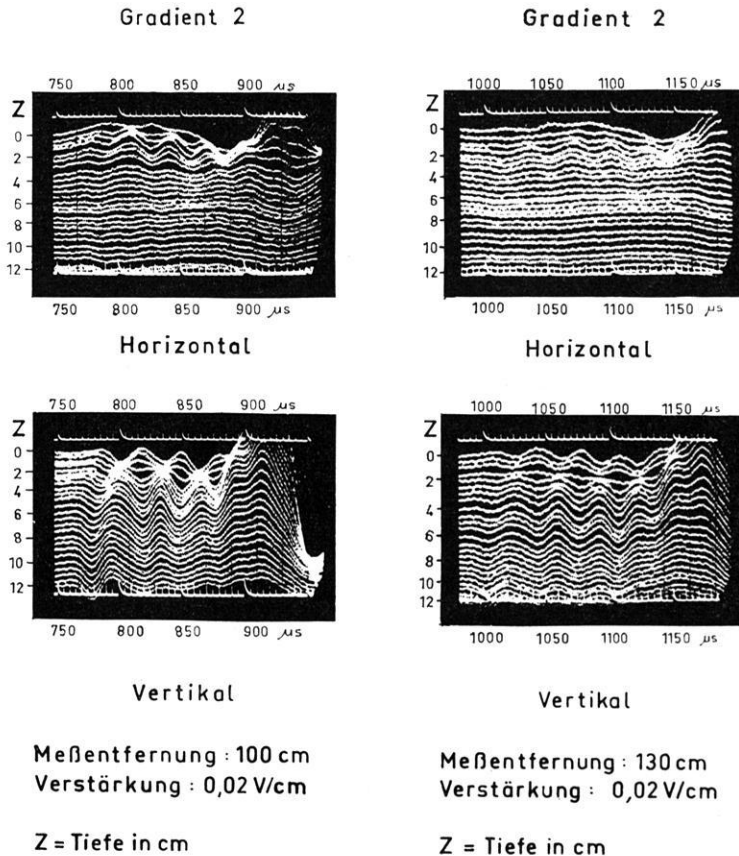 Gradient 2
750 800 850 900 µs
Z
0
2
4
6
8
10
12
750 800 850 900 µs
Horizontal
750 800 850 900 µs
Z
0
2
4
6
8
10
12
750 800 850 900 µs
Vertikal
Meßentfernung : 100 cm
Verstärkung : 0,02 V/cm
Z = Tiefe in cm
Gradient 2
1000 1050 1100 1150 µs
Z
0
2
4
6
8
10
12
1000 1050 1100 1150 µs
Horizontal
1000 1050 1100 1150 µs
Z
0
2
4
6
8
10
12
1000 1050 1100 1150 µs
Vertikal
Meßentfernung : 130 cm
Verstärkung : 0,02 V/cm
Z = Tiefe in cm